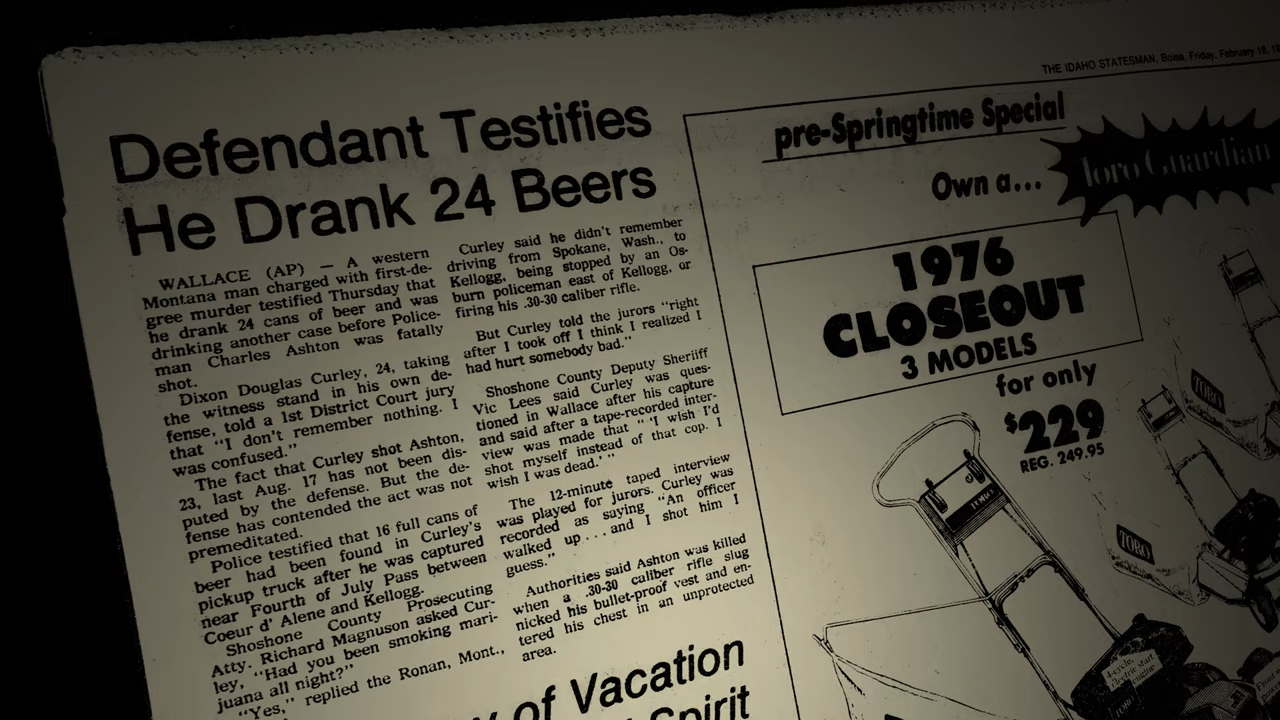 THE IDAHO STATESMAN, Boise, Friday, February 18,
Defendant Testifies
He Drank 24 Beers
WALLACE (AP) — A western
Montana man charged with first-de-
gree murder testified Thursday that
he drank 24 cans of beer and was
drinking another case before Police-
man Charles Ashton was fatally
shot.
Dixon Douglas Curley, 24, taking
the witness stand in his own de-
fense, told a 1st District Court jury
that "I don't remember nothing. I
was confused."
The fact that Curley shot Ashton,
23, last Aug. 17 has not been dis-
puted by the defense. But the de-
fense has contended the act was not
premeditated.
Police testified that 16 full cans of
beer had been found in Curley's
pickup truck after he was captured
near Fourth of July Pass between
Coeur d' Alene and Kellogg.
Shoshone County Prosecuting
Atty. Richard Magnuson asked Cur-
ley, "Had you been smoking mari-
juana all night?"
"Yes," replied the Ronan, Mont.,
Curley said he didn't remember
driving from Spokane, Wash., to
Kellogg, being stopped by an Os-
burn policeman east of Kellogg, or
firing his .30-30 caliber rifle.
But Curley told the jurors "right
after I took off I think I realized I
had hurt somebody bad."
Shoshone County Deputy Sheriiff
Vic Lees said Curley was ques-
tioned in Wallace after his capture
and said after a tape-recorded inter-
view was made that " 'I wish I'd
shot myself instead of that cop. I
wish I was dead.' "
The 12-minute taped interview
was played for jurors. Curley was
recorded as saying "An officer
walked up . . . and I shot him I
guess."
Authorities said Ashton was killed
when a .30-30 caliber rifle slug
nicked his bullet-proof vest and en-
tered his chest in an unprotected
area.
of Vacation
Spirit
pre-Springtime Special
Own a...
Toro Guardian
1976
CLOSEOUT
3 MODELS
for only
$229
REG. 249.95
TORO
TORO
TORO
4-cycle,
Electric start
engine